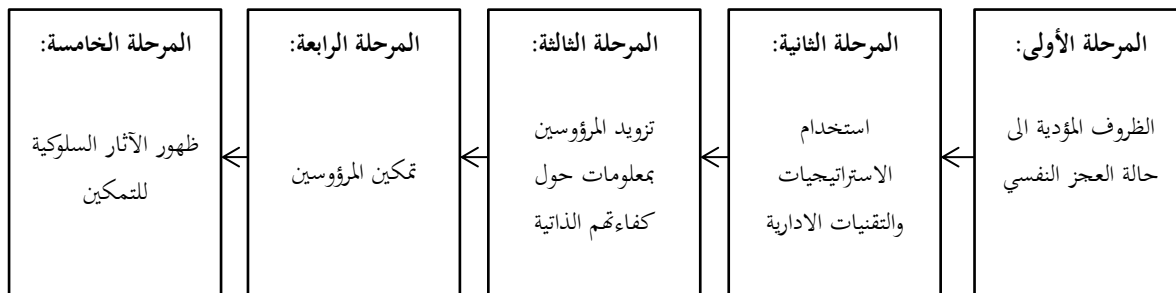 المرحلة الأولى:
الظروف المؤدية الى
حالة العجز النفسي
المرحلة الثانية:
استخدام
الاستراتيجيات
والتقنيات الادارية
المرحلة الثالثة:
تزويد المرؤوسين
بمعلومات حول
كفاءتهم الذاتية
المرحلة الرابعة:
تمكين المرؤوسين
المرحلة الخامسة:
ظهور الآثار السلوكية
للتمكين